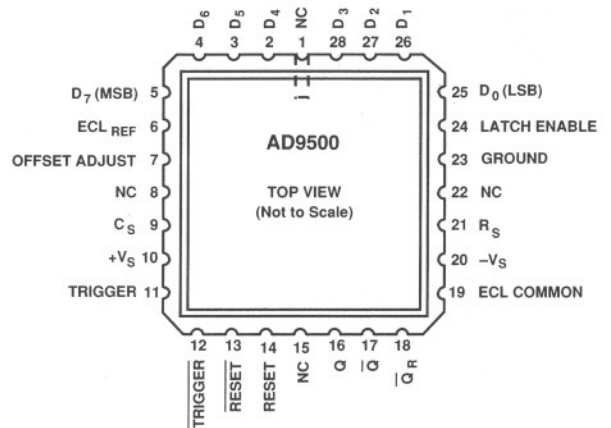 D6 D5 D4 NC D3 D2 D1
4 3 2 1 28 27 26
D7 (MSB) 5
ECL REF 6
OFFSET ADJUST 7
NC 8
CS 9
+VS 10
TRIGGER 11
AD9500
TOP VIEW
(Not to Scale)
25 D0 (LSB)
24 LATCH ENABLE
23 GROUND
22 NC
21 RS
20 –VS
19 ECL COMMON
12 13 14 15 16 17 18
T̅R̅I̅G̅G̅E̅R̅ R̅E̅S̅E̅T̅ RESET NC Q Q̅ Q̅R